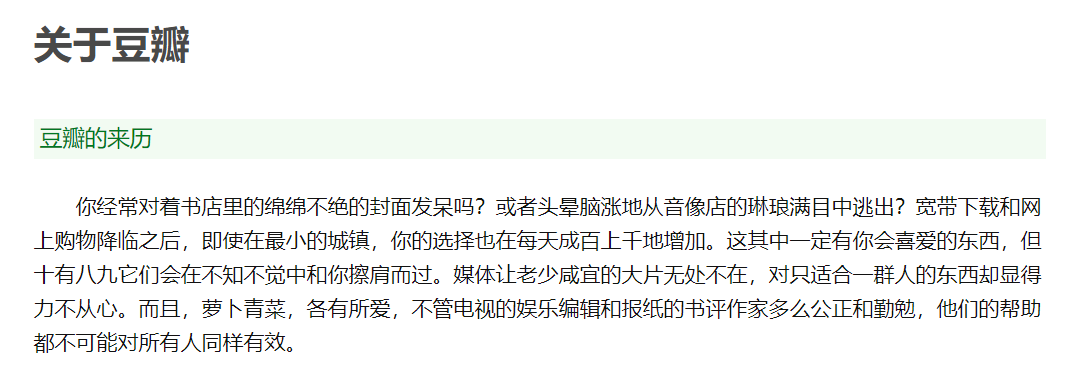 关于豆瓣
豆瓣的来历
你经常对着书店里的绵绵不绝的封面发呆吗？或者头晕脑涨地从音像店的琳琅满目中逃出？宽带下载和网
上购物降临之后，即使在最小的城镇，你的选择也在每天成百上千地增加。这其中一定有你会喜爱的东西，但
十有八九它们会在不知不觉中和你擦肩而过。媒体让老少咸宜的大片无处不在，对只适合一群人的东西却显得
力不从心。而且，萝卜青菜，各有所爱，不管电视的娱乐编辑和报纸的书评作家多么公正和勤勉，他们的帮助
都不可能对所有人同样有效。